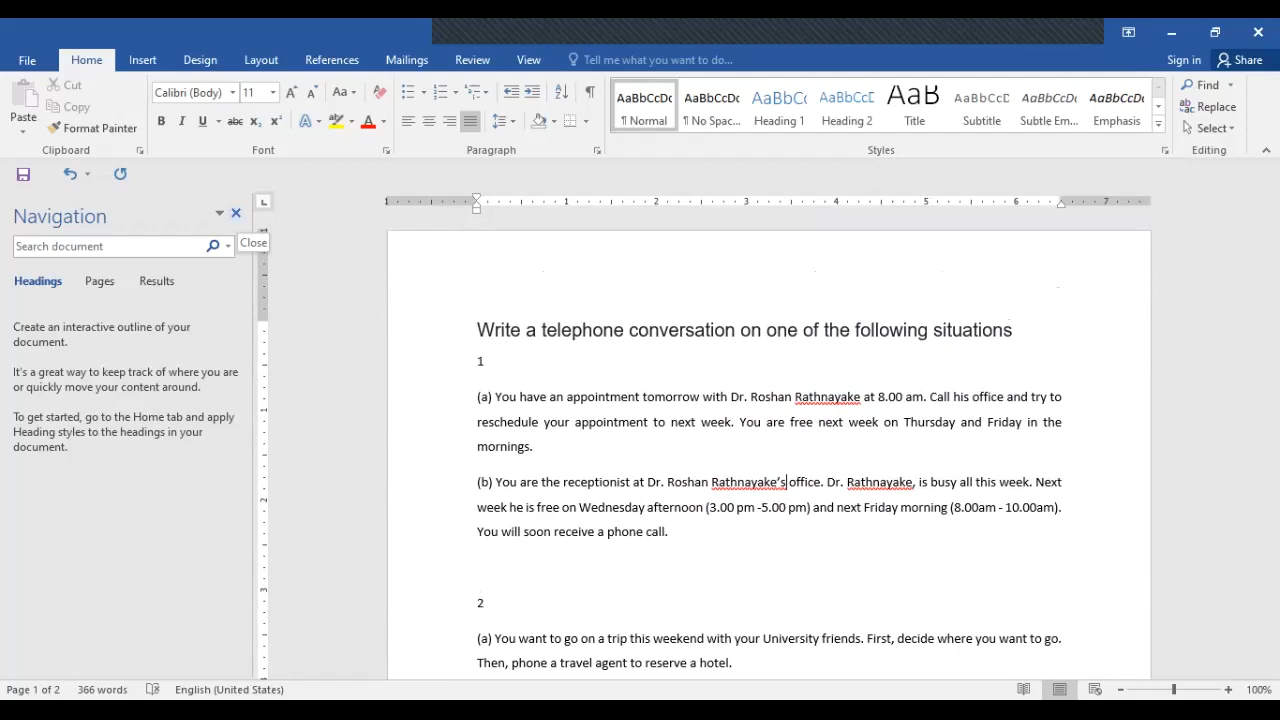 File Home Insert Design Layout References Mailings Review View Tell me what you want to do... Sign in Share
Cut
Copy
Format Painter
Paste
Calibri (Body) 11
AaBbCcDc AaBbCcDc AaBbCc AaBbCcD AaB AaBbCcD AaBbCcDc AaBbCcDc
¶ Normal ¶ No Spac... Heading 1 Heading 2 Title Subtitle Subtle Em... Emphasis
Find
Replace
Select
Clipboard Font Paragraph Styles Editing
Navigation
Search document
Close
Headings Pages Results
Create an interactive outline of your
document.
It's a great way to keep track of where you are
or quickly move your content around.
To get started, go to the Home tab and apply
Heading styles to the headings in your
document.
1 1 2 3 4 5 6 7
Write a telephone conversation on one of the following situations
1
(a) You have an appointment tomorrow with Dr. Roshan Rathnayake at 8.00 am. Call his office and try to
reschedule your appointment to next week. You are free next week on Thursday and Friday in the
mornings.
(b) You are the receptionist at Dr. Roshan Rathnayake's office. Dr. Rathnayake, is busy all this week. Next
week he is free on Wednesday afternoon (3.00 pm -5.00 pm) and next Friday morning (8.00am - 10.00am).
You will soon receive a phone call.
2
(a) You want to go on a trip this weekend with your University friends. First, decide where you want to go.
Then, phone a travel agent to reserve a hotel.
Page 1 of 2 366 words English (United States) 100%